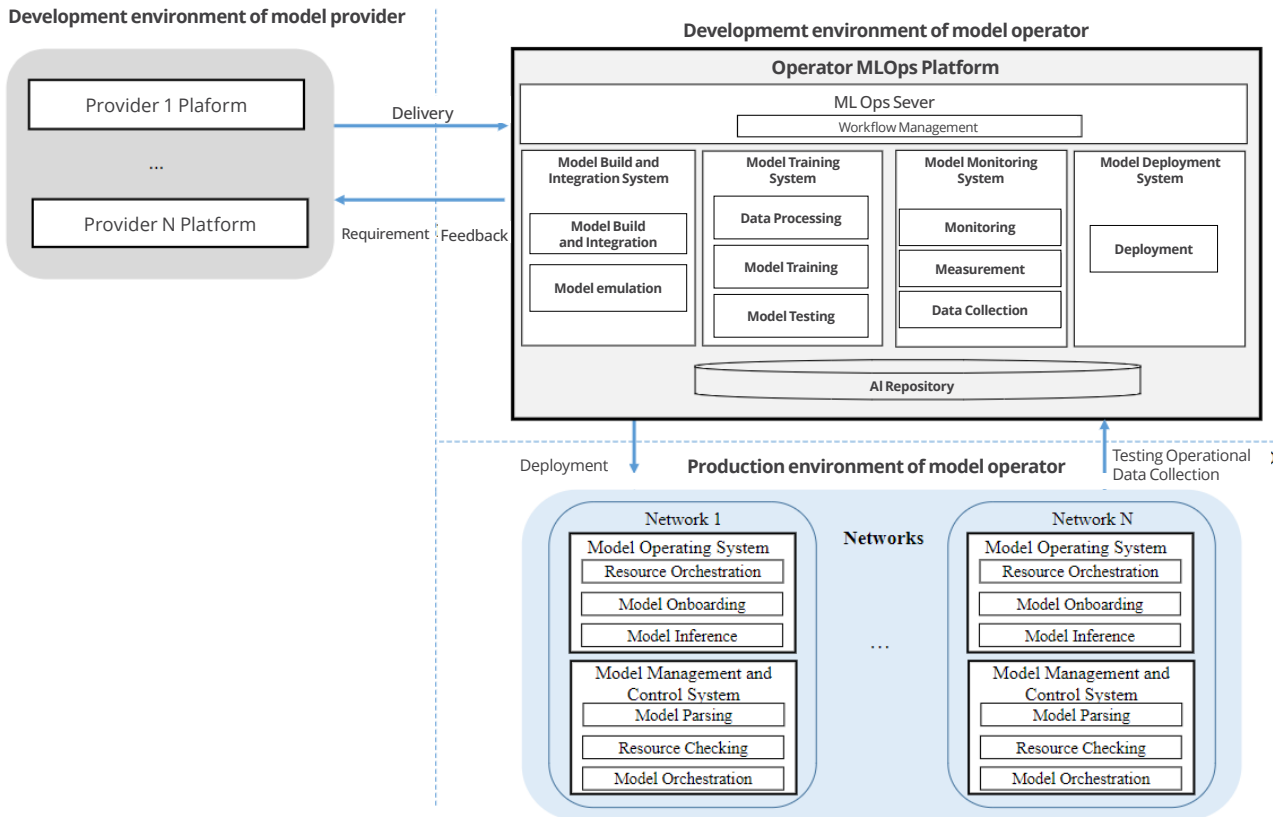 Development environment of model provider
Provider 1 Plaform
...
Provider N Platform
Delivery
Requirement
Feedback
Developmemt environment of model operator
Operator MLOps Platform
ML Ops Sever
Workflow Management
Model Build and
Integration System
Model Build
and Integration
Model emulation
Model Training
System
Data Processing
Model Training
Model Testing
Model Monitoring
System
Monitoring
Measurement
Data Collection
Model Deployment
System
Deployment
AI Repository
Deployment
Production environment of model operator
Testing Operational
Data Collection
Network 1
Model Operating System
Resource Orchestration
Model Onboarding
Model Inference
Model Management and
Control System
Model Parsing
Resource Checking
Model Orchestration
Networks
...
Network N
Model Operating System
Resource Orchestration
Model Onboarding
Model Inference
Model Management and
Control System
Model Parsing
Resource Checking
Model Orchestration